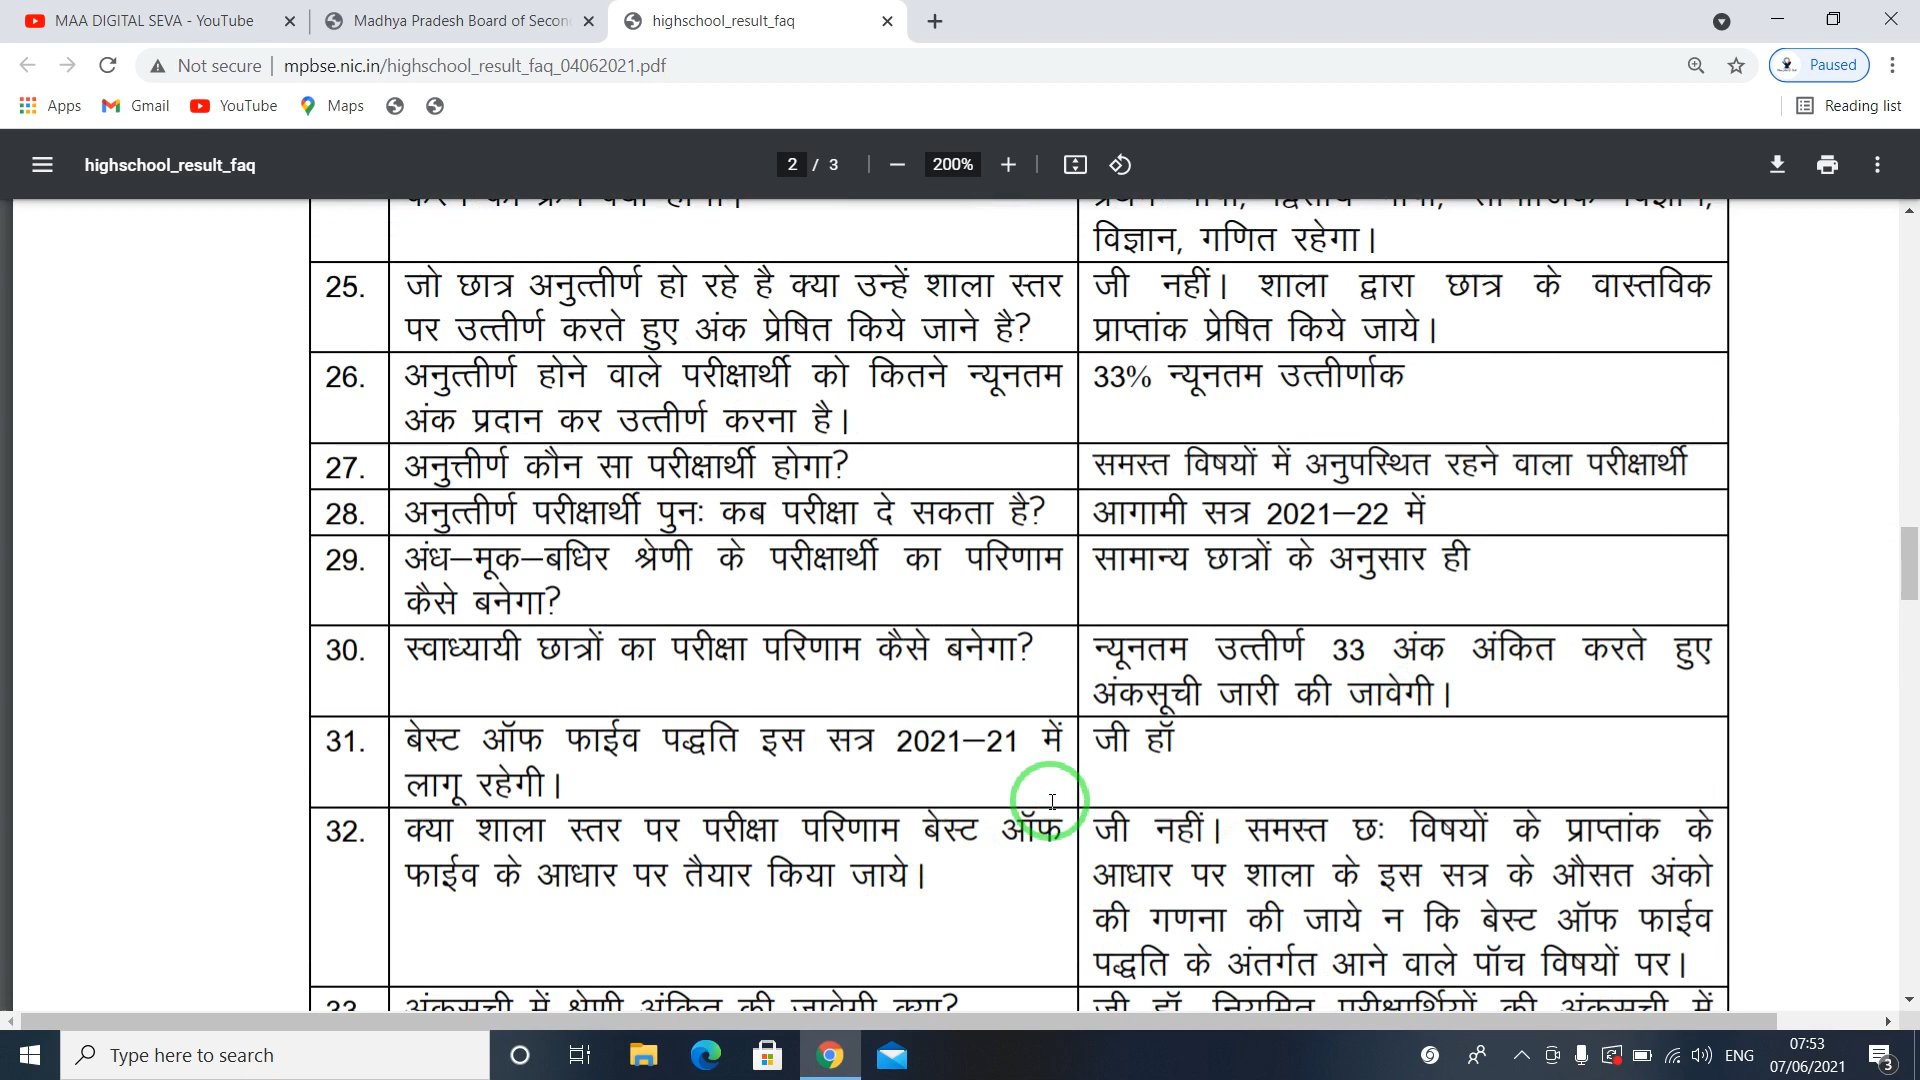 MAA DIGITAL SEVA - YouTube
Madhya Pradesh Board of Secon
highschool_result_faq
Not secure
mpbse.nic.in/highschool_result_faq_04062021.pdf
Paused
Apps
Gmail
YouTube
Maps
Reading list
highschool_result_faq
2 / 3
200%
विज्ञान, गणित रहेगा।
25.
जो छात्र अनुत्तीर्ण हो रहे है क्या उन्हें शाला स्तर
पर उत्तीर्ण करते हुए अंक प्रेषित किये जाने है?
जी नहीं। शाला द्वारा छात्र के वास्तविक
प्राप्तांक प्रेषित किये जाये।
26.
अनुत्तीर्ण होने वाले परीक्षार्थी को कितने न्यूनतम
अंक प्रदान कर उत्तीर्ण करना है।
33% न्यूनतम उत्तीर्णाक
27.
अनुत्तीर्ण कौन सा परीक्षार्थी होगा?
समस्त विषयों में अनुपस्थित रहने वाला परीक्षार्थी
28.
अनुत्तीर्ण परीक्षार्थी पुनः कब परीक्षा दे सकता है?
आगामी सत्र 2021–22 में
29.
अंध–मूक–बधिर श्रेणी के परीक्षार्थी का परिणाम
कैसे बनेगा?
सामान्य छात्रों के अनुसार ही
30.
स्वाध्यायी छात्रों का परीक्षा परिणाम कैसे बनेगा?
न्यूनतम उत्तीर्ण 33 अंक अंकित करते हुए
अंकसूची जारी की जावेगी।
31.
बेस्ट ऑफ फाईव पद्धति इस सत्र 2021–21 में
लागू रहेगी।
जी हॉ
32.
क्या शाला स्तर पर परीक्षा परिणाम बेस्ट ऑफ
फाईव के आधार पर तैयार किया जाये।
जी नहीं। समस्त छः विषयों के प्राप्तांक के
आधार पर शाला के इस सत्र के औसत अंको
की गणना की जाये न कि बेस्ट ऑफ फाईव
पद्धति के अंतर्गत आने वाले पॉच विषयों पर।
33
अंकसूची में श्रेणी अंकित की जावेगी क्या?
जी हॉ नियमित परीक्षार्थियों की अंकसूची में
Type here to search
ENG
07:53
07/06/2021
3